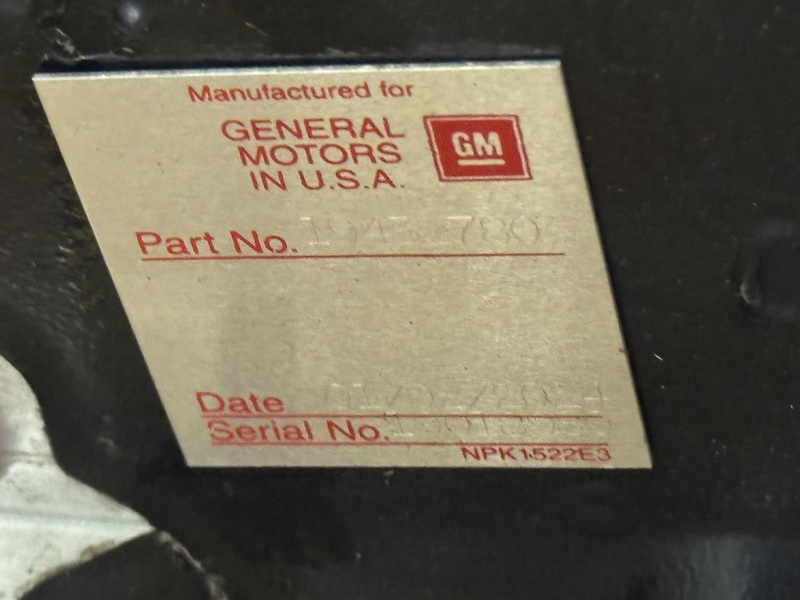 Manufactured for
GENERAL
MOTORS
IN U.S.A.
GM
Part No.
Date
Serial No.
NPK1522E3